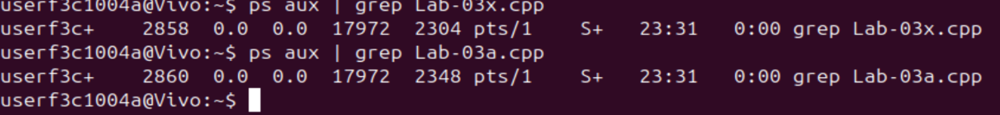 userf3c1004a@Vivo:~$ ps aux | grep Lab-03x.cpp
userf3c+    2858  0.0  0.0  17972  2304 pts/1    S+   23:31   0:00 grep Lab-03x.cpp
userf3c1004a@Vivo:~$ ps aux | grep Lab-03a.cpp
userf3c+    2860  0.0  0.0  17972  2348 pts/1    S+   23:31   0:00 grep Lab-03a.cpp
userf3c1004a@Vivo:~$